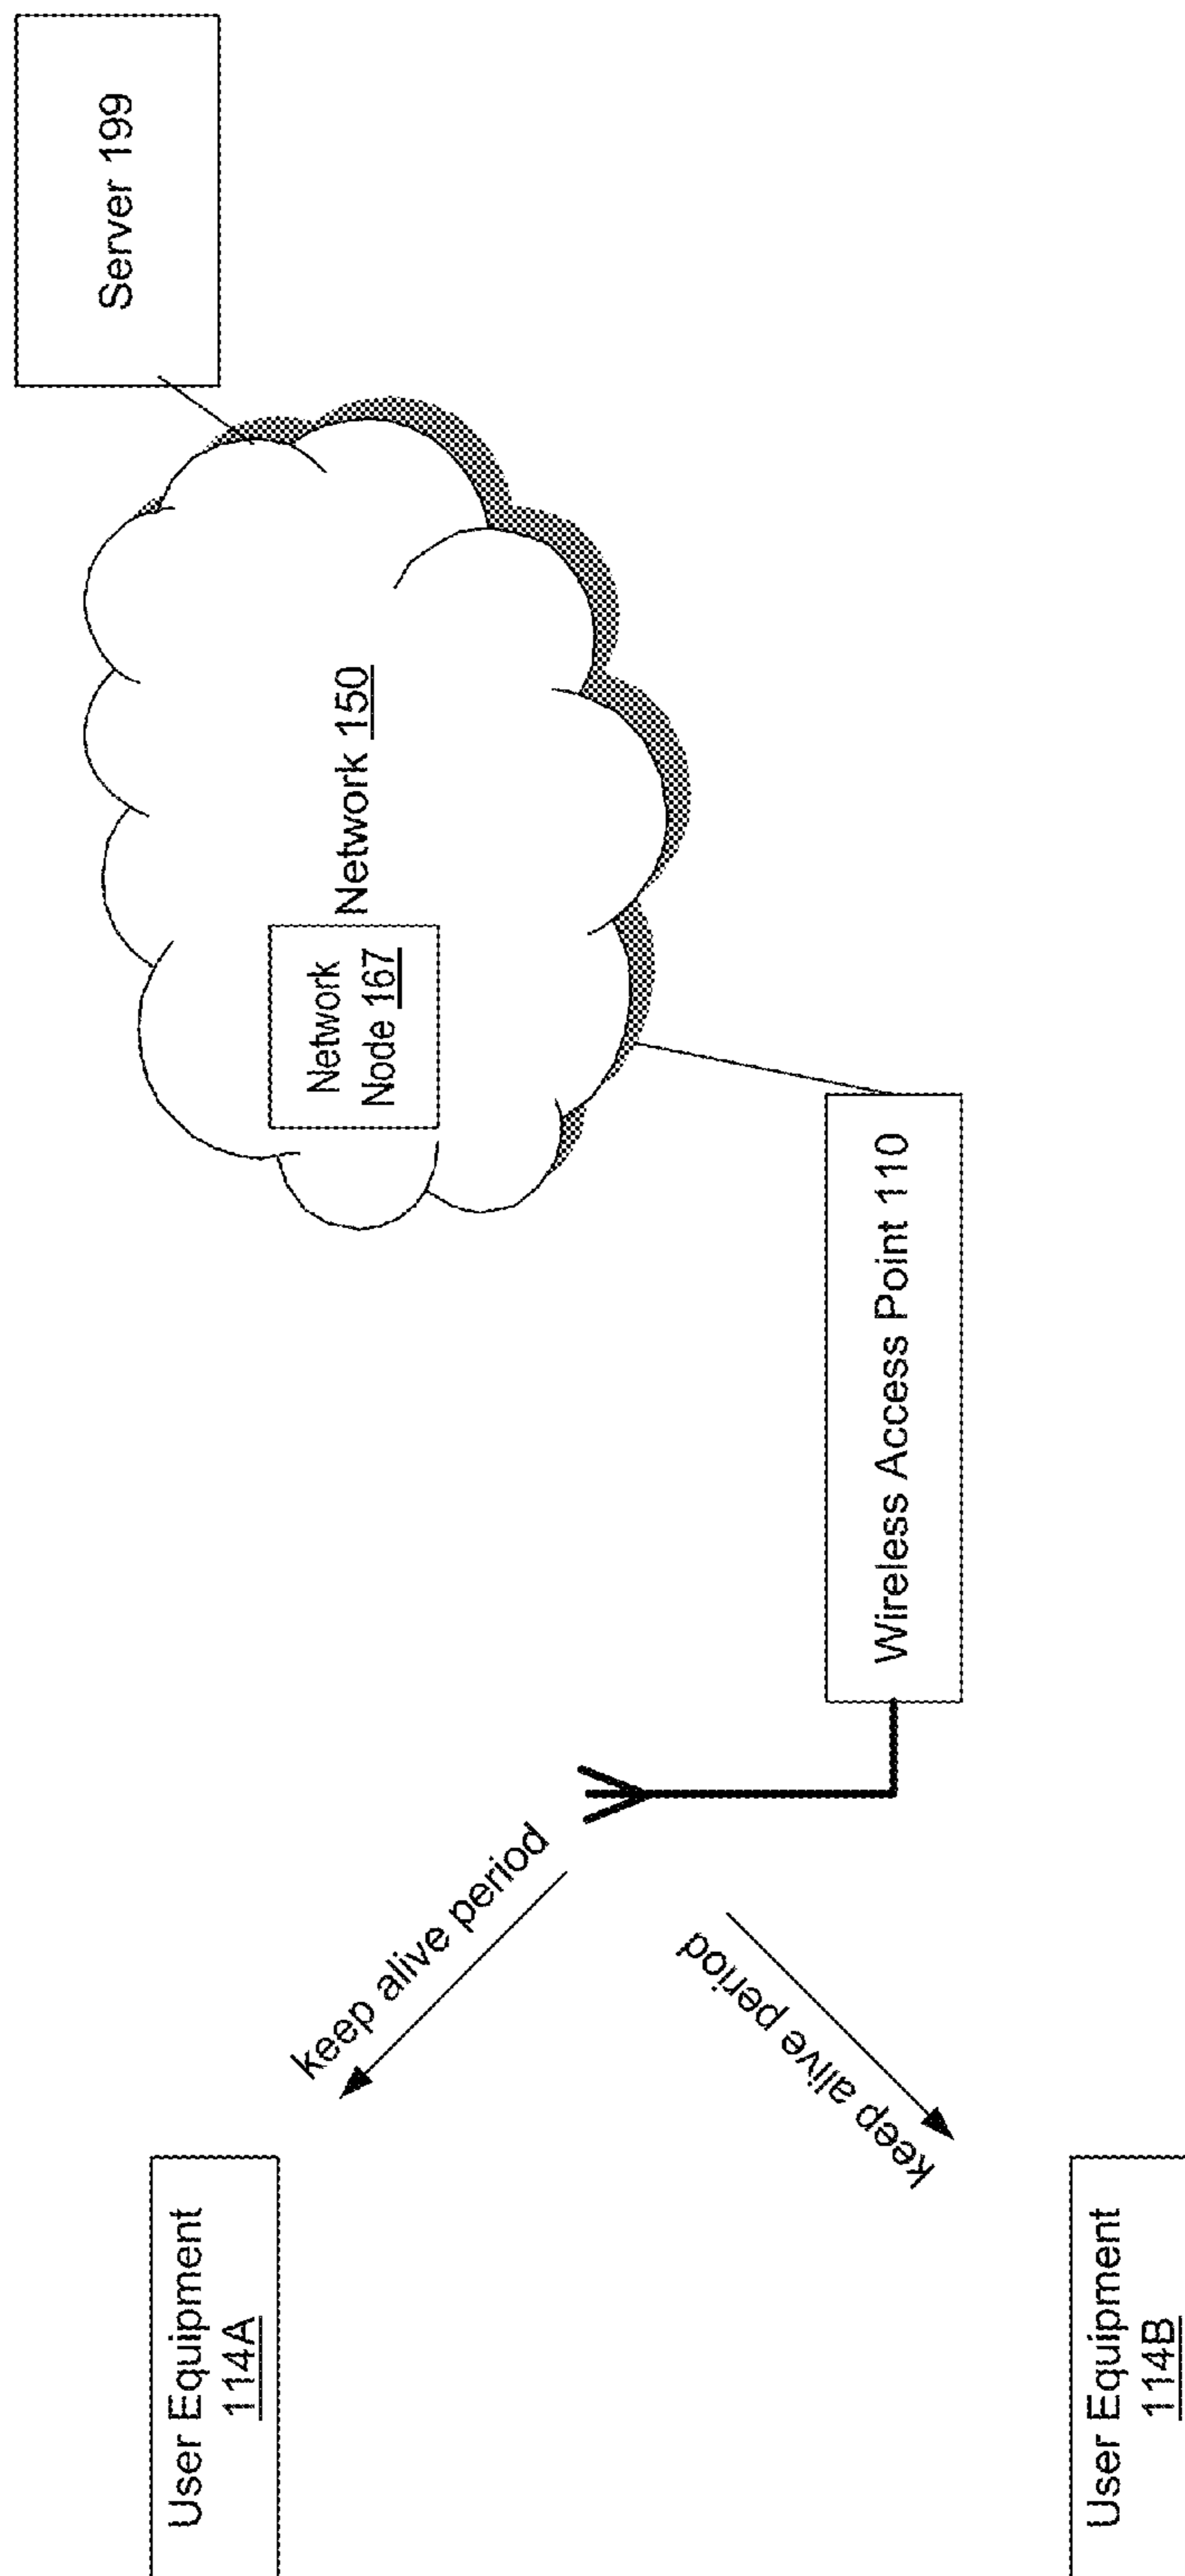 User Equipment
114A
keep alive period
Network
Node 167
Network 150
Server 199
keep alive period
Wireless Access Point 110
User Equipment
114B